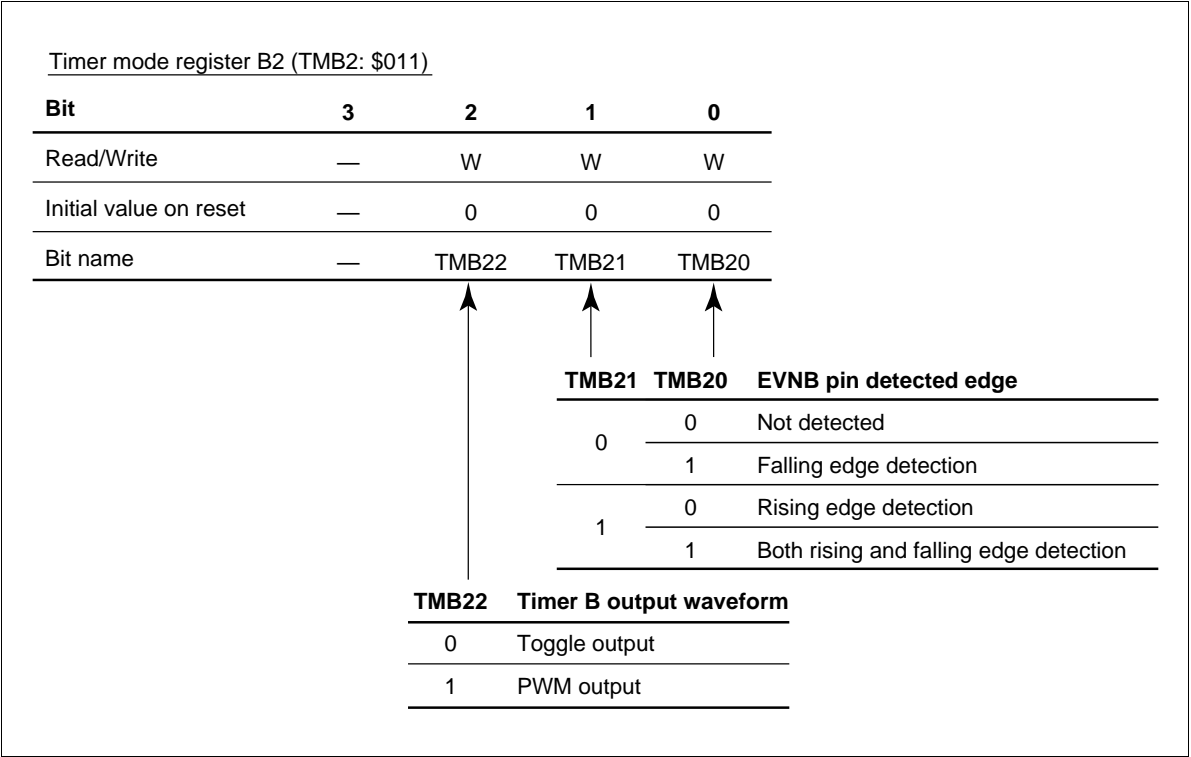 Timer mode register B2 (TMB2: $011)
Bit 3 2 1 0
Read/Write — W W W
Initial value on reset — 0 0 0
Bit name — TMB22 TMB21 TMB20
TMB21 TMB20 EVNB pin detected edge
0 0 Not detected
1 Falling edge detection
1 0 Rising edge detection
1 Both rising and falling edge detection
TMB22 Timer B output waveform
0 Toggle output
1 PWM output